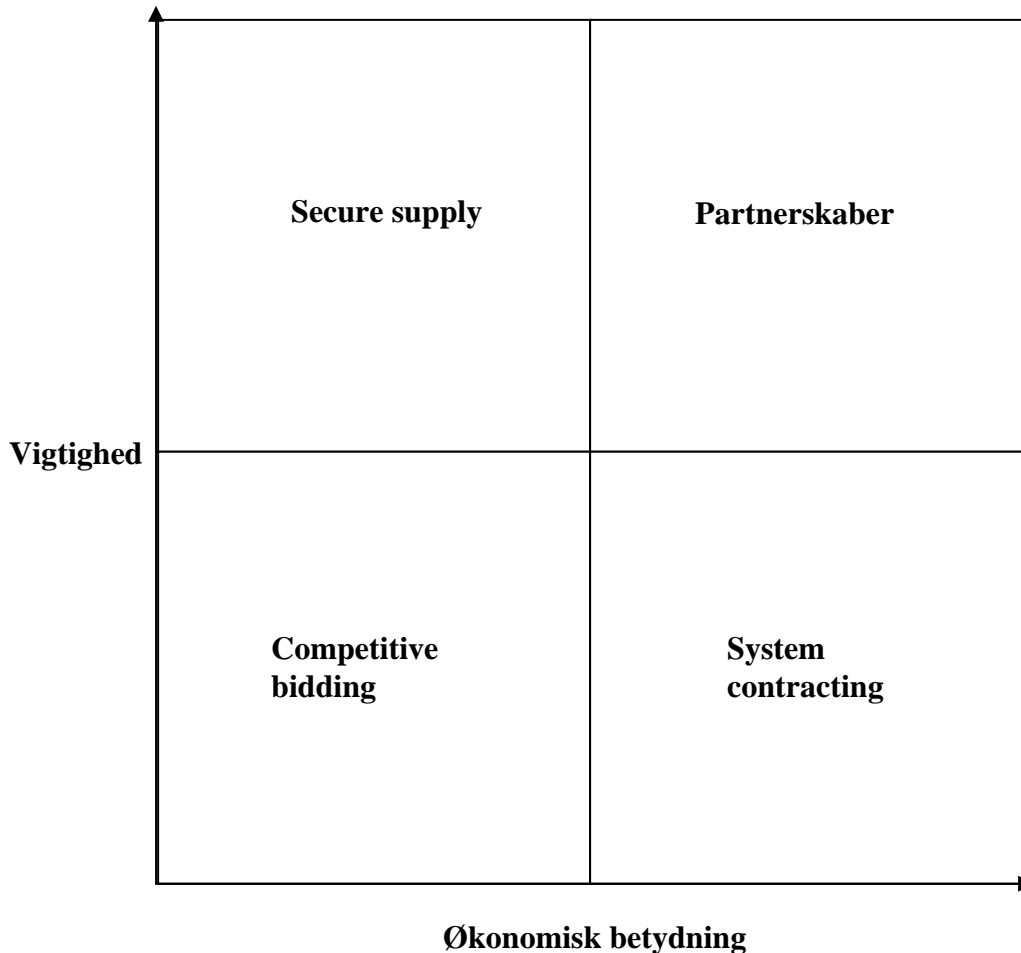 Secure supply
Partnerskaber
Vigtighed
Competitive
bidding
System
contracting
Økonomisk betydning